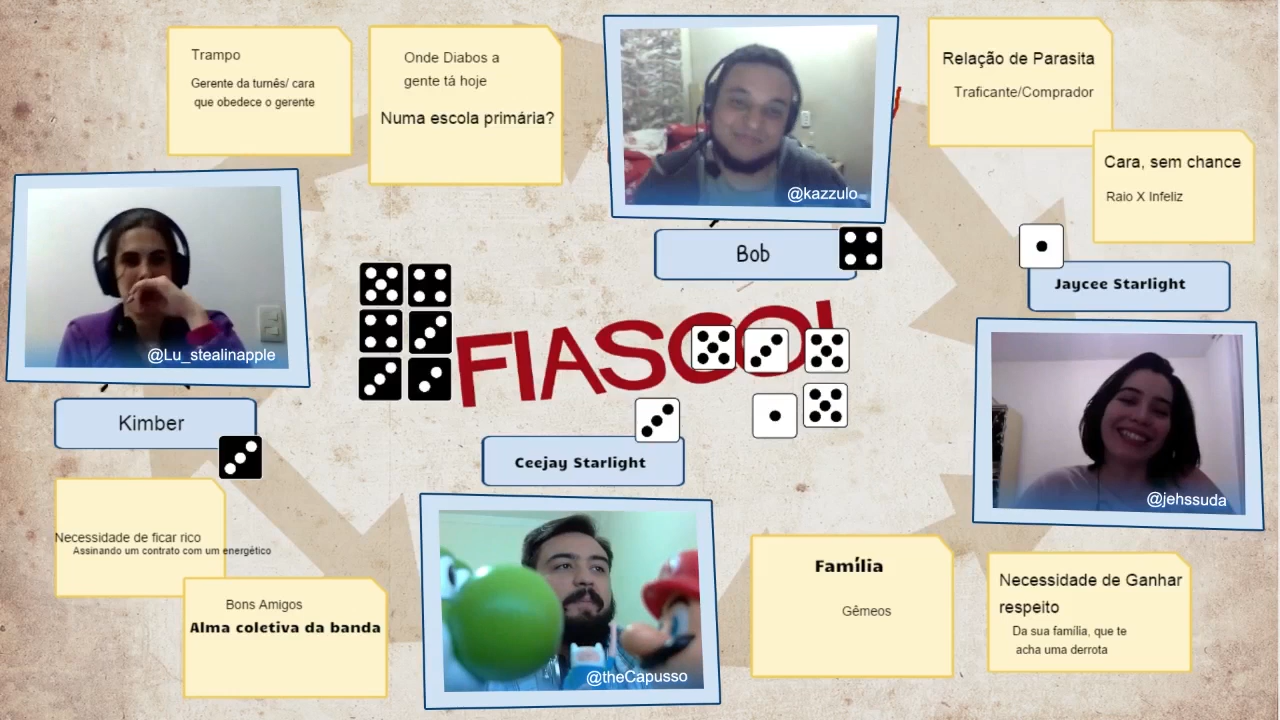 Trampo
Gerente da turnês/ cara
que obedece o gerente
Onde Diabos a
gente tá hoje
Numa escola primária?
@kazzulo
Bob
Relação de Parasita
Traficante/Comprador
Cara, sem chance
Raio X Infeliz
Jaycee Starlight
@jehssuda
@Lu_stealinapple
Kimber
FIASCO!
Ceejay Starlight
@theCapusso
Necessidade de ficar rico
Assinando um contrato com um energético
Bons Amigos
Alma coletiva da banda
Família
Gêmeos
Necessidade de Ganhar
respeito
Da sua família, que te
acha uma derrota